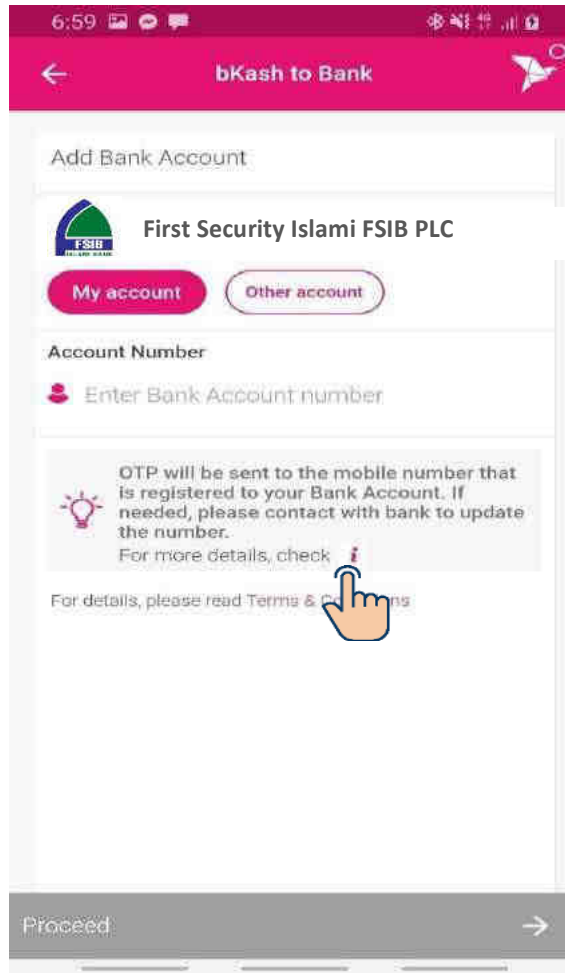 6:59
bKash to Bank
Add Bank Account
FSIB
ISLAMI BANK
First Security Islami FSIB PLC
My account
Other account
Account Number
Enter Bank Account number
OTP will be sent to the mobile number that
is registered to your Bank Account. If
needed, please contact with bank to update
the number.
For more details, check i
For details, please read Terms &
Proceed